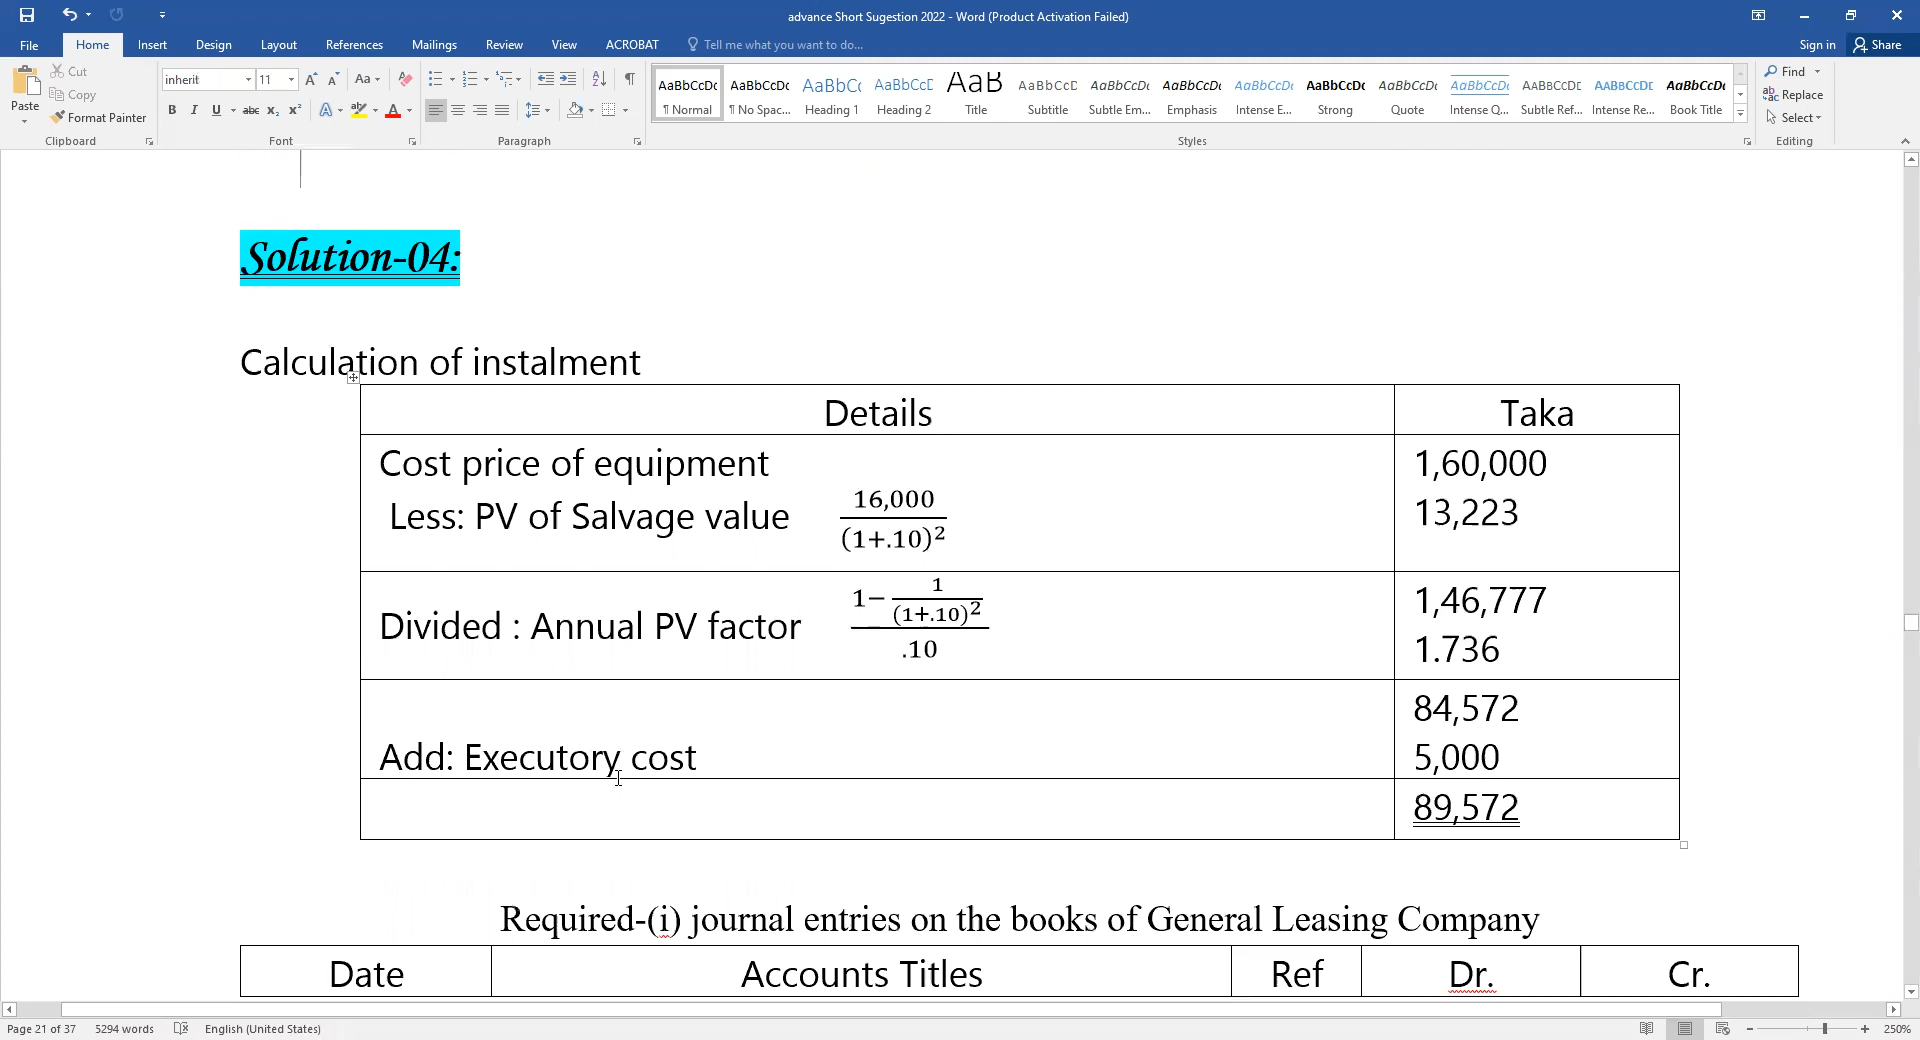 advance Short Sugestion 2022 - Word (Product Activation Failed)
File Home Insert Design Layout References Mailings Review View ACROBAT Tell me what you want to do... Sign in Share
Paste Cut Copy Format Painter
Clipboard
inherit 11
Font
Paragraph
AaBbCcDc AaBbCcDc AaBbCc AaBbCcD AaB AaBbCcD AaBbCcDc AaBbCcDc AaBbCcDc AaBbCcDc AaBbCcDc AaBbCcDc AABBCCDE AABBCCDE AaBbCcDc
¶ Normal ¶ No Spac... Heading 1 Heading 2 Title Subtitle Subtle Em... Emphasis Intense E... Strong Quote Intense Q... Subtle Ref... Intense Re... Book Title
Styles
Find
Replace
Select
Editing
Solution-04:
Calculation of instalment
Details Taka
Cost price of equipment 1,60,000
Less: PV of Salvage value 16,000/(1+.10)² 13,223
1,46,777
Divided : Annual PV factor (1−1/(1+.10)²)/.10 1.736
84,572
Add: Executory cost 5,000
89,572
Required-(i) journal entries on the books of General Leasing Company
Date Accounts Titles Ref Dr. Cr.
Page 21 of 37 5294 words English (United States) 250%